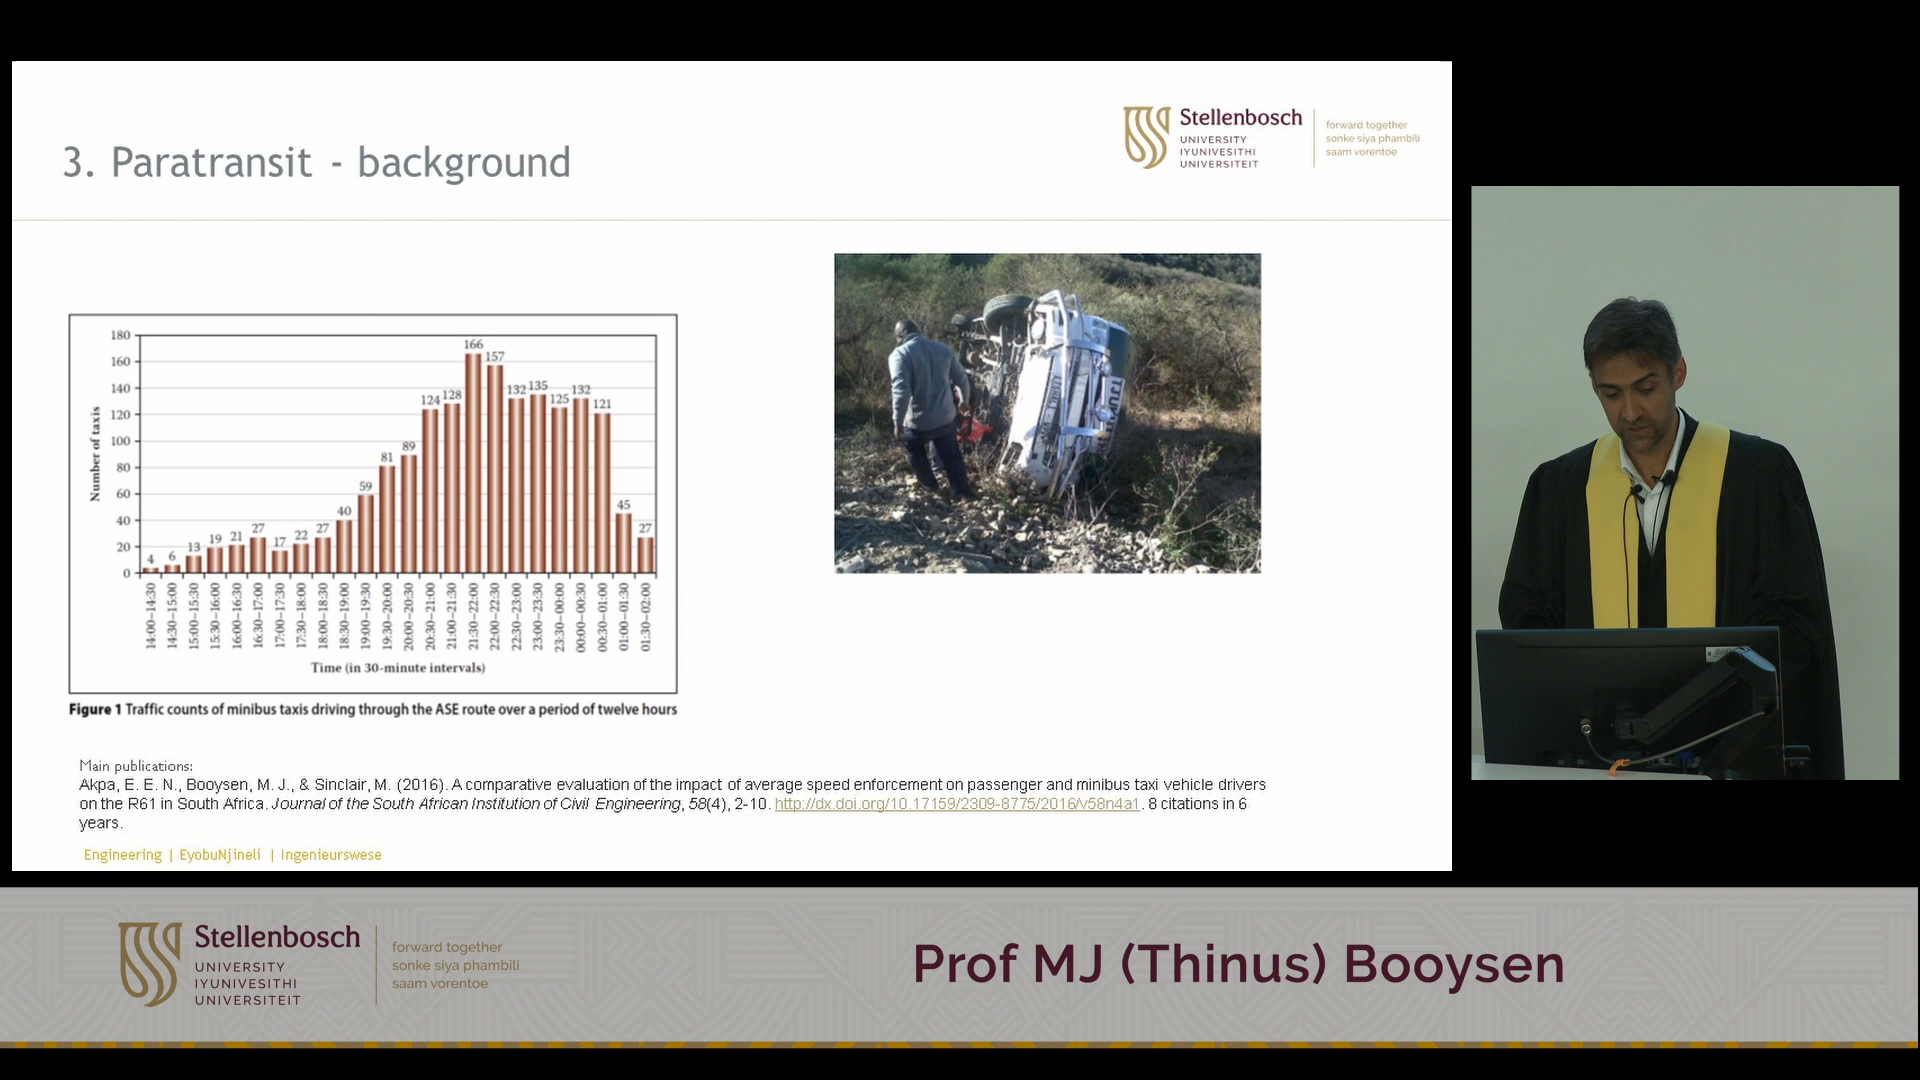 3. Paratransit - background
Stellenbosch
UNIVERSITY
IYUNIVESITHI
UNIVERSITEIT
forward together
sonke siya phambili
saam vorentoe
Number of taxis
180
160
140
120
100
80
60
40
20
0
4
6
13
19
21
27
17
22
27
40
59
81
89
124
128
166
157
132
135
125
132
121
45
27
14:00–14:30
14:30–15:00
15:00–15:30
15:30–16:00
16:00–16:30
16:30–17:00
17:00–17:30
17:30–18:00
18:00–18:30
18:30–19:00
19:00–19:30
19:30–20:00
20:00–20:30
20:30–21:00
21:00–21:30
21:30–22:00
22:00–22:30
22:30–23:00
23:00–23:30
23:30–00:00
00:00–00:30
00:30–01:00
01:00–01:30
01:30–02:00
Time (in 30-minute intervals)
Figure 1 Traffic counts of minibus taxis driving through the ASE route over a period of twelve hours
Main publications:
Akpa, E. E. N., Booysen, M. J., & Sinclair, M. (2016). A comparative evaluation of the impact of average speed enforcement on passenger and minibus taxi vehicle drivers
on the R61 in South Africa. Journal of the South African Institution of Civil Engineering, 58(4), 2-10. http://dx.doi.org/10.17159/2309-8775/2016/v58n4a1. 8 citations in 6
years.
Engineering | EyobuNjineli | Ingenieurswese
Stellenbosch
UNIVERSITY
IYUNIVESITHI
UNIVERSITEIT
forward together
sonke siya phambili
saam vorentoe
Prof MJ (Thinus) Booysen